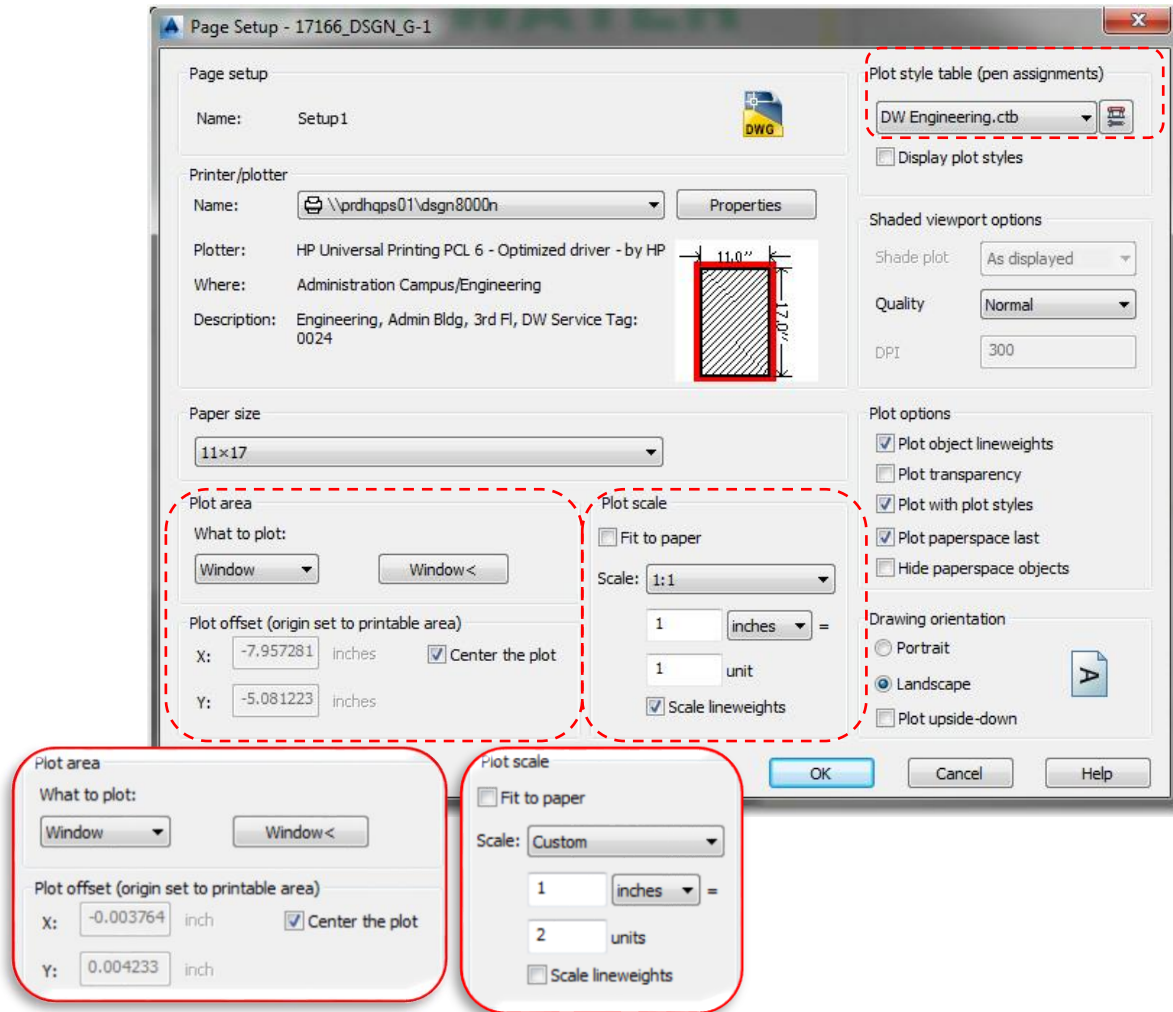 WATER
Page Setup - 17166_DSGN_G-1
Page setup
Name: Setup1
DWG
Printer/plotter
Name: \\prdhqps01\dsgn8000n
Properties
Plotter: HP Universal Printing PCL 6 - Optimized driver - by HP
Where: Administration Campus/Engineering
Description: Engineering, Admin Bldg, 3rd Fl, DW Service Tag:
0024
11.0''
17.0''
Paper size
11×17
Plot area
What to plot:
Window
Window<
Plot offset (origin set to printable area)
X: -7.957281 inches
Center the plot
Y: -5.081223 inches
Plot scale
Fit to paper
Scale: 1:1
1 inches =
1 unit
Scale lineweights
Plot style table (pen assignments)
DW Engineering.ctb
Display plot styles
Shaded viewport options
Shade plot As displayed
Quality Normal
DPI 300
Plot options
Plot object lineweights
Plot transparency
Plot with plot styles
Plot paperspace last
Hide paperspace objects
Drawing orientation
Portrait
Landscape
A
Plot upside-down
OK
Cancel
Help
Plot area
What to plot:
Window
Window<
Plot offset (origin set to printable area)
X: -0.003764 inch
Center the plot
Y: 0.004233 inch
Plot scale
Fit to paper
Scale: Custom
1 inches =
2 units
Scale lineweights